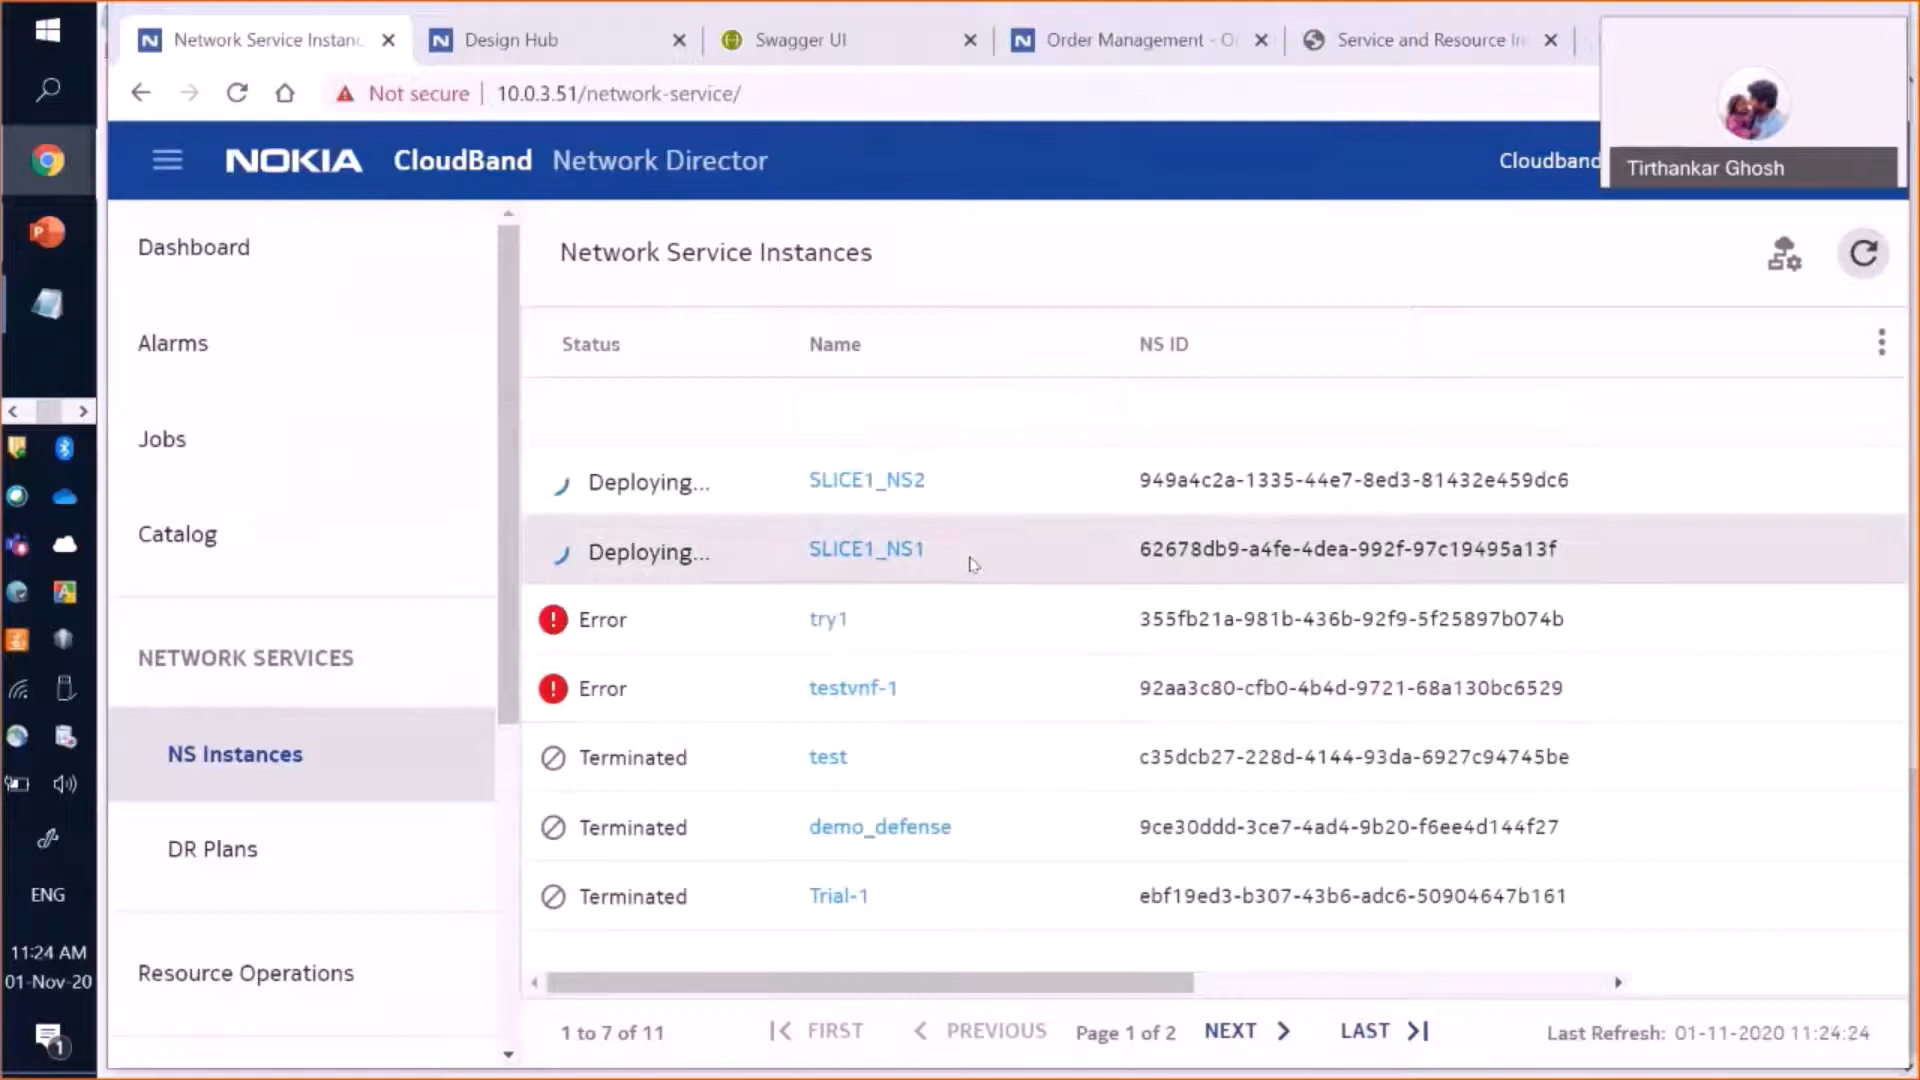 Network Service Instanc
Design Hub
Swagger UI
Order Management - O
Service and Resource In
Not secure
10.0.3.51/network-service/
NOKIA CloudBand Network Director
Cloudband
Tirthankar Ghosh
Dashboard
Alarms
Jobs
Catalog
NETWORK SERVICES
NS Instances
DR Plans
Resource Operations
Network Service Instances
Status Name NS ID
Deploying... SLICE1_NS2 949a4c2a-1335-44e7-8ed3-81432e459dc6
Deploying... SLICE1_NS1 62678db9-a4fe-4dea-992f-97c19495a13f
Error try1 355fb21a-981b-436b-92f9-5f25897b074b
Error testvnf-1 92aa3c80-cfb0-4b4d-9721-68a130bc6529
Terminated test c35dcb27-228d-4144-93da-6927c94745be
Terminated demo_defense 9ce30ddd-3ce7-4ad4-9b20-f6ee4d144f27
Terminated Trial-1 ebf19ed3-b307-43b6-adc6-50904647b161
1 to 7 of 11 FIRST PREVIOUS Page 1 of 2 NEXT LAST Last Refresh: 01-11-2020 11:24:24
ENG
11:24 AM
01-Nov-20
1